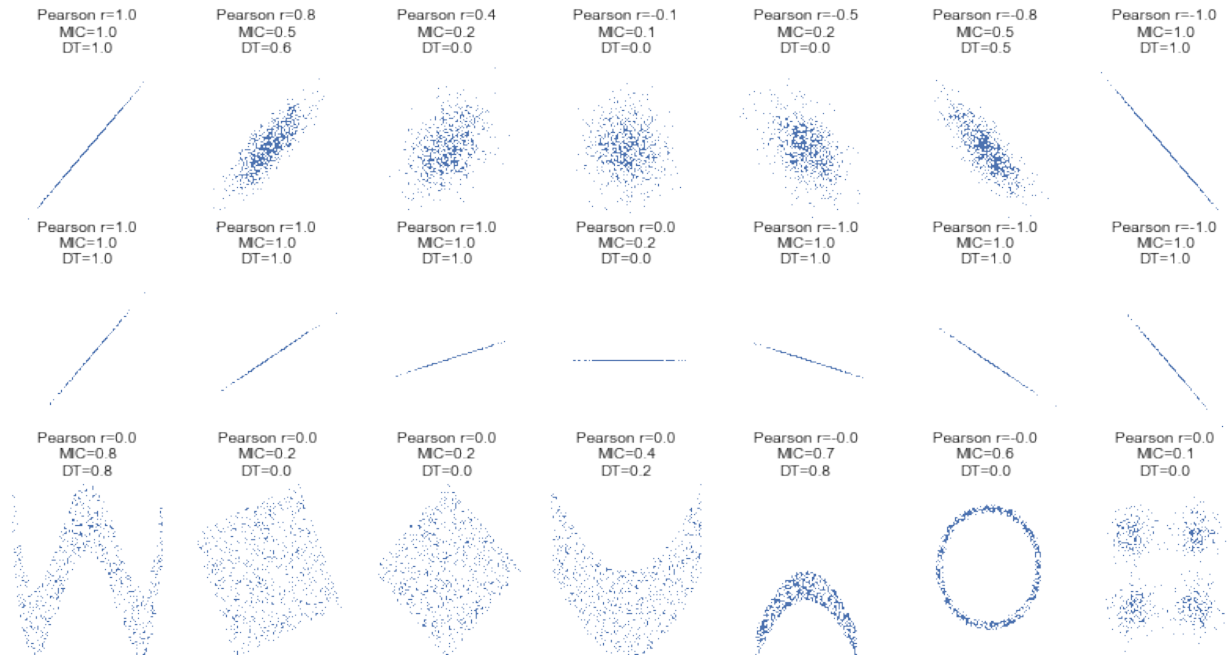 Pearson r=1.0
MIC=1.0
DT=1.0
Pearson r=0.8
MIC=0.5
DT=0.6
Pearson r=0.4
MIC=0.2
DT=0.0
Pearson r=-0.1
MIC=0.1
DT=0.0
Pearson r=-0.5
MIC=0.2
DT=0.0
Pearson r=-0.8
MIC=0.5
DT=0.5
Pearson r=-1.0
MIC=1.0
DT=1.0
Pearson r=1.0
MIC=1.0
DT=1.0
Pearson r=1.0
MIC=1.0
DT=1.0
Pearson r=1.0
MIC=1.0
DT=1.0
Pearson r=0.0
MIC=0.2
DT=0.0
Pearson r=-1.0
MIC=1.0
DT=1.0
Pearson r=-1.0
MIC=1.0
DT=1.0
Pearson r=-1.0
MIC=1.0
DT=1.0
Pearson r=0.0
MIC=0.8
DT=0.8
Pearson r=0.0
MIC=0.2
DT=0.0
Pearson r=0.0
MIC=0.2
DT=0.0
Pearson r=0.0
MIC=0.4
DT=0.2
Pearson r=-0.0
MIC=0.7
DT=0.8
Pearson r=-0.0
MIC=0.6
DT=0.0
Pearson r=0.0
MIC=0.1
DT=0.0